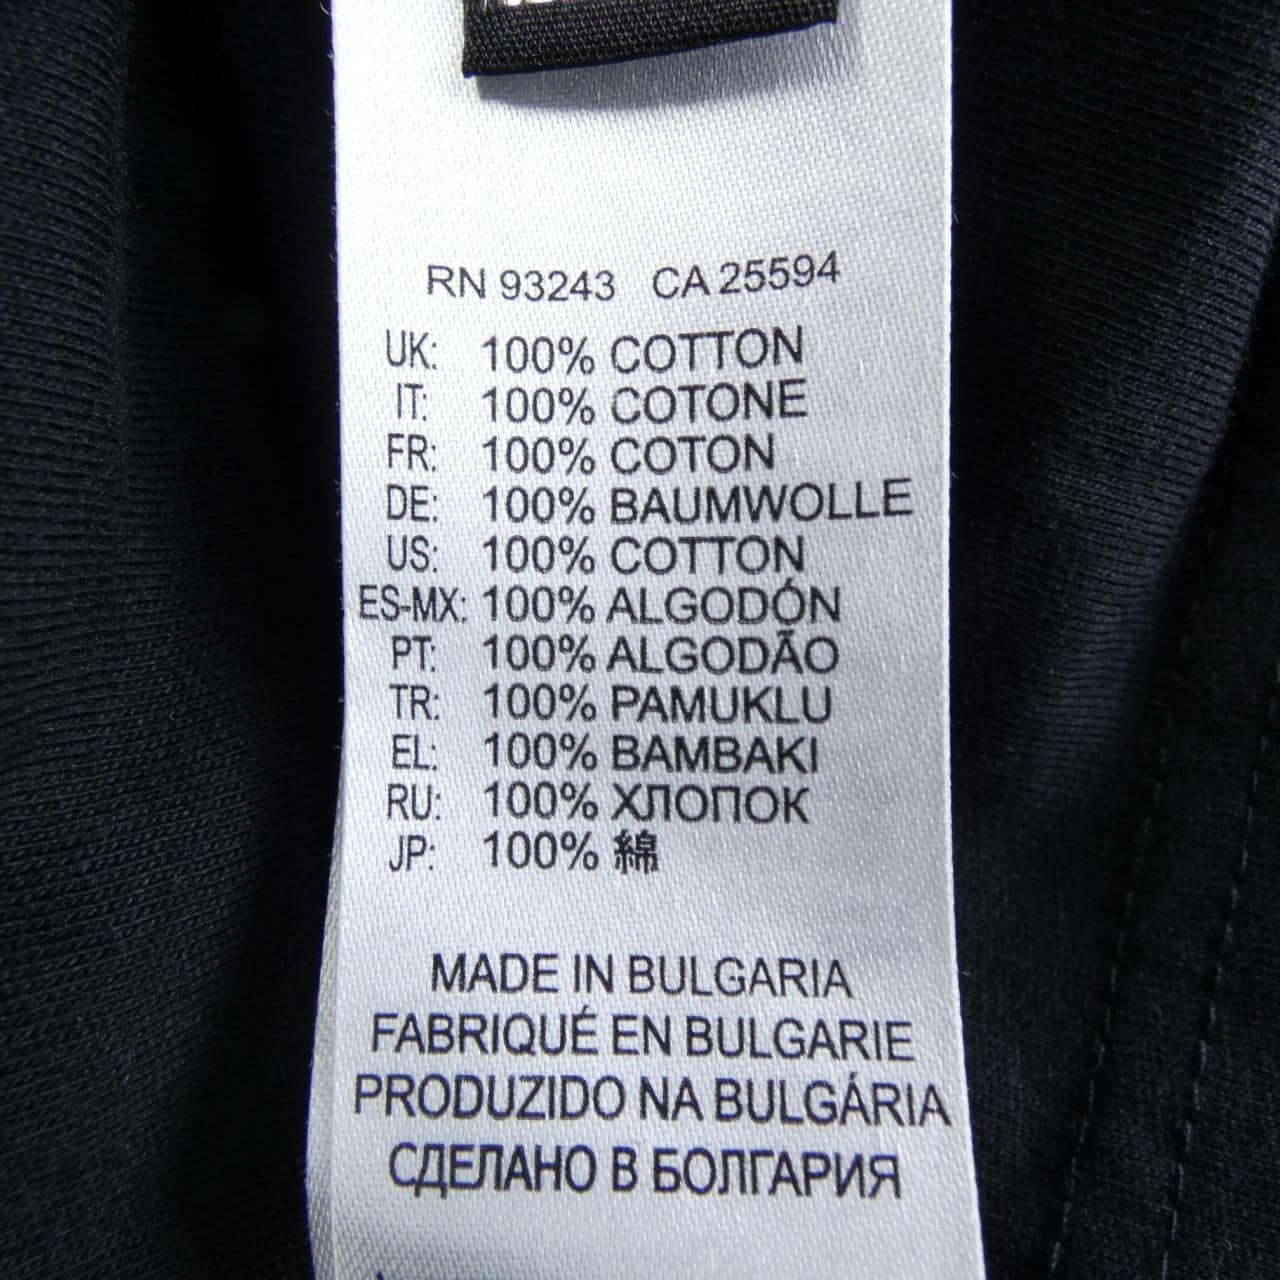 RN 93243 CA 25594
UK: 100% COTTON
IT: 100% COTONE
FR: 100% COTON
DE: 100% BAUMWOLLE
US: 100% COTTON
ES-MX: 100% ALGODÓN
PT: 100% ALGODÃO
TR: 100% PAMUKLU
EL: 100% BAMBAKI
RU: 100% ХЛОПОК
JP: 100% 綿
MADE IN BULGARIA
FABRIQUÉ EN BULGARIE
PRODUZIDO NA BULGÁRIA
СДЕЛАНО В БОЛГАРИЯ